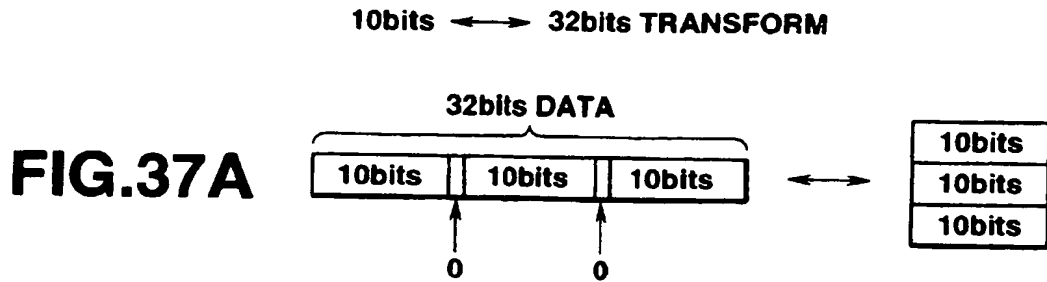 10bits ←→ 32bits TRANSFORM
32bits DATA
FIG.37A
10bits 10bits 10bits
0 0
10bits
10bits
10bits